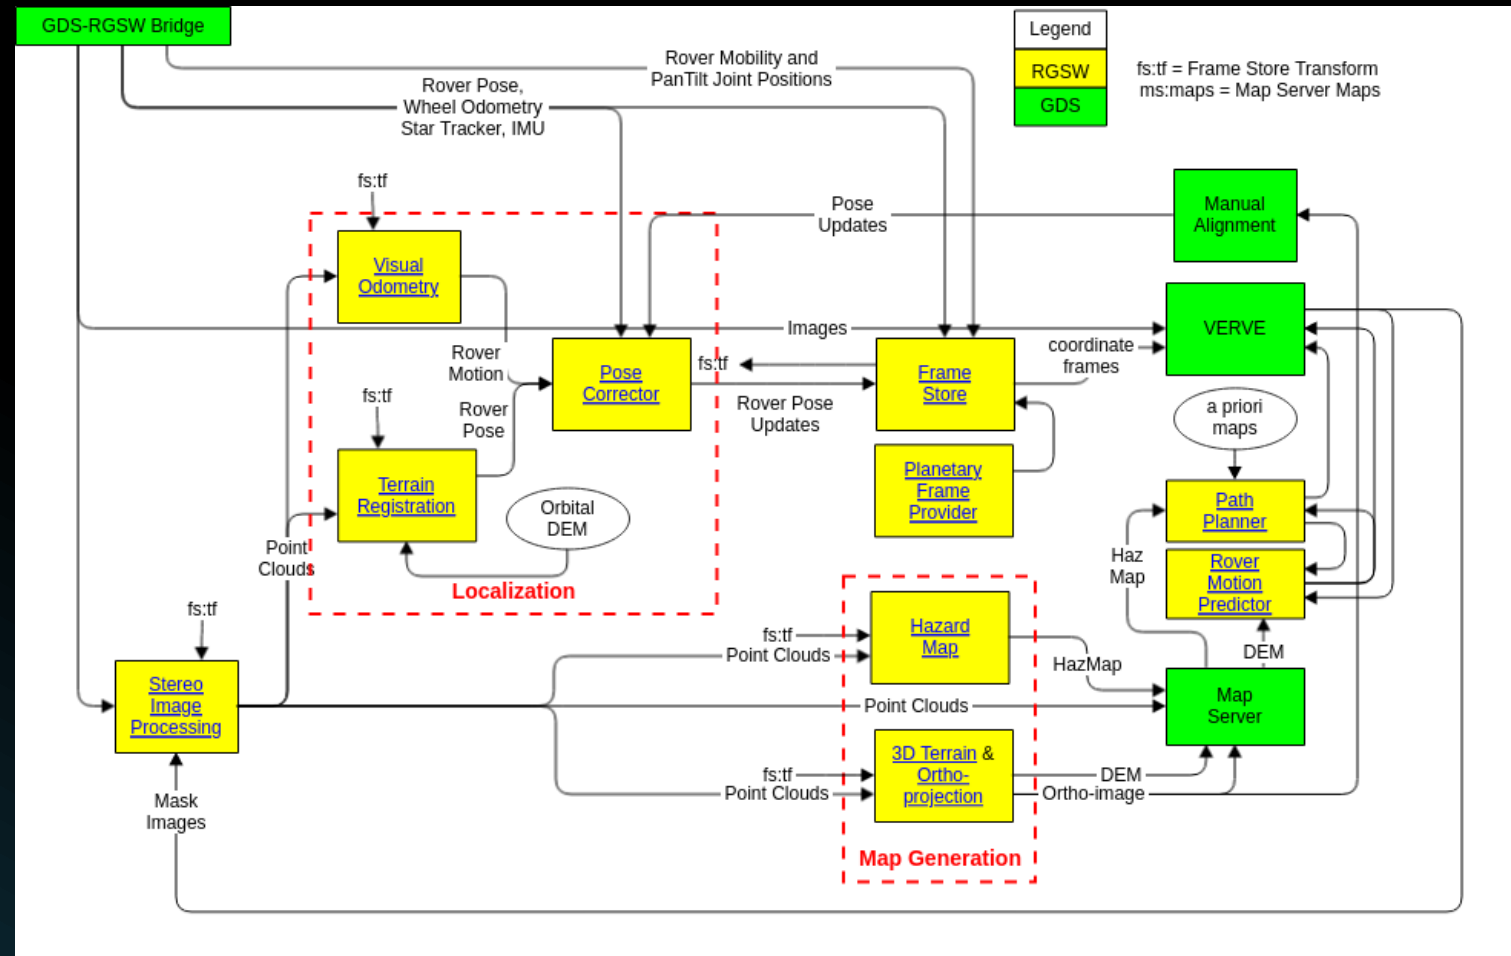 GDS-RGSW Bridge
Legend
RGSW
GDS
fs:tf = Frame Store Transform
ms:maps = Map Server Maps
Rover Mobility and
PanTilt Joint Positions
Rover Pose,
Wheel Odometry
Star Tracker, IMU
fs:tf
Pose
Updates
Manual
Alignment
Visual
Odometry
Images
VERVE
Rover
Motion
fs:tf
Pose
Corrector
Frame
Store
coordinate
frames
fs:tf
Rover
Pose
Rover Pose
Updates
a priori
maps
Terrain
Registration
Orbital
DEM
Planetary
Frame
Provider
Path
Planner
Point
Clouds
Localization
Haz
Map
Rover
Motion
Predictor
fs:tf
fs:tf
Point Clouds
Hazard
Map
HazMap
DEM
Stereo
Image
Processing
Point Clouds
Map
Server
fs:tf
Point Clouds
3D Terrain &
Ortho-
projection
DEM
Ortho-image
Mask
Images
Map Generation